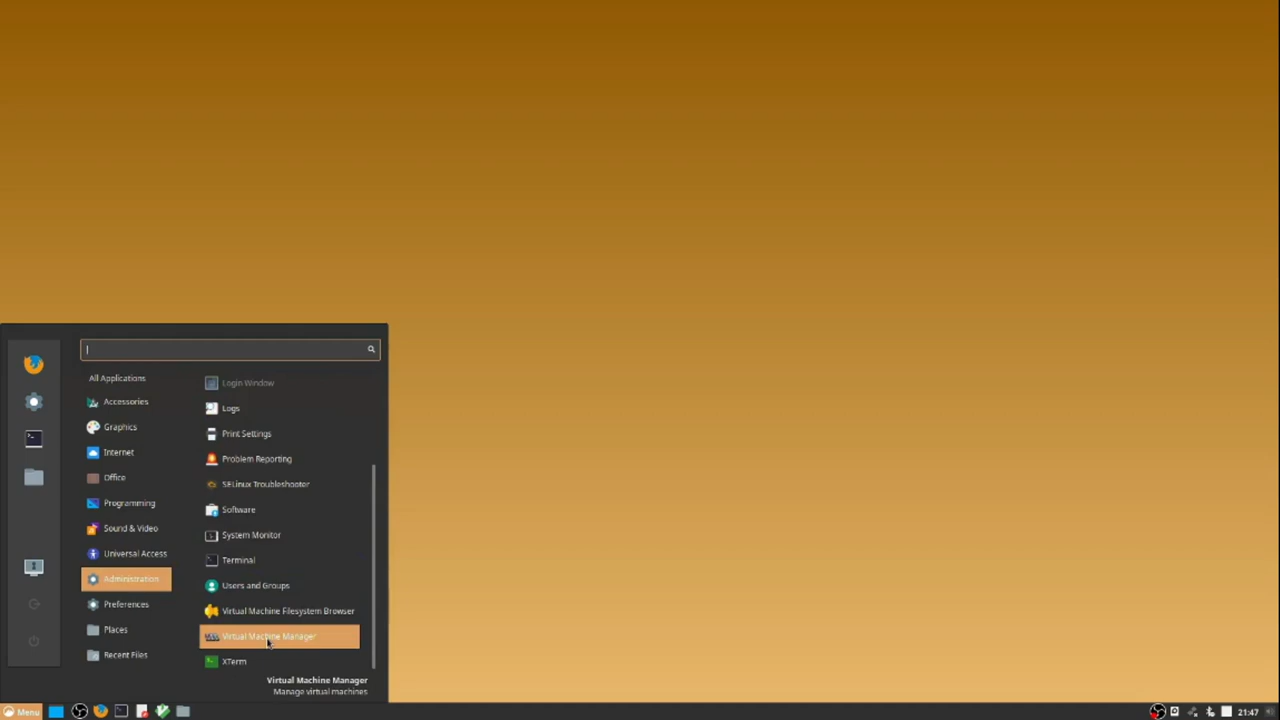 All Applications
Accessories
Graphics
Internet
Office
Programming
Sound & Video
Universal Access
Administration
Preferences
Places
Recent Files
Login Window
Logs
Print Settings
Problem Reporting
SELinux Troubleshooter
Software
System Monitor
Terminal
Users and Groups
Virtual Machine Filesystem Browser
Virtual Machine Manager
XTerm
Virtual Machine Manager
Manage virtual machines
Menu
21:47